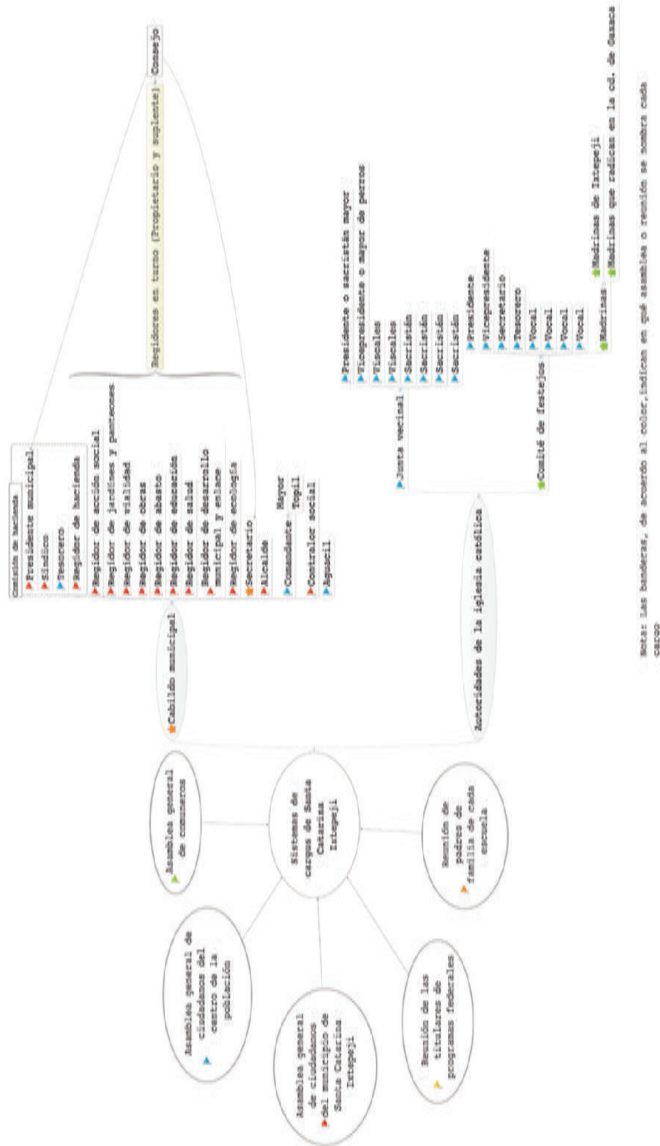 Asamblea general
de comuneros
Asamblea general de
ciudadanos del
centro de la
población
Asamblea general
de ciudadanos
del municipio de
Santa Catarina
Ixtepeji
Reunión de las
titulares de
programas federales
Reunión de
padres de
familia de cada
escuela
Sistemas de
cargos de Santa
Catarina
Ixtepeji
Cabildo municipal
Comisión de hacienda
Presidente municipal
Síndico
Tesorero
Regidor de hacienda
Regidor de acción social
Regidor de jardines y panteones
Regidor de vialidad
Regidor de obras
Regidor de abasto
Regidor de educación
Regidor de salud
Regidor de desarrollo
municipal y enlace
Regidor de ecología
Secretario
Alcalde
Comandante
Mayor
Topil
Contralor social
Aguacil
Regidores en turno (Propietario y suplente)
Consejo
Autoridades de la iglesia católica
Junta vecinal
Presidente o sacristán mayor
Vicepresidente o mayor de perros
Viscales
Viscales
Sacristán
Sacristán
Sacristán
Sacristán
Comité de festejos
Presidente
Vicepresidente
Secretario
Tesorero
Vocal
Vocal
Vocal
Vocal
Madrinas
Madrinas de Ixtepeji
Madrinas que radican en la cd. de Oaxaca
Nota: Las banderas, de acuerdo al color,indican en qué asamblea o reunión se nombra cada
cargo